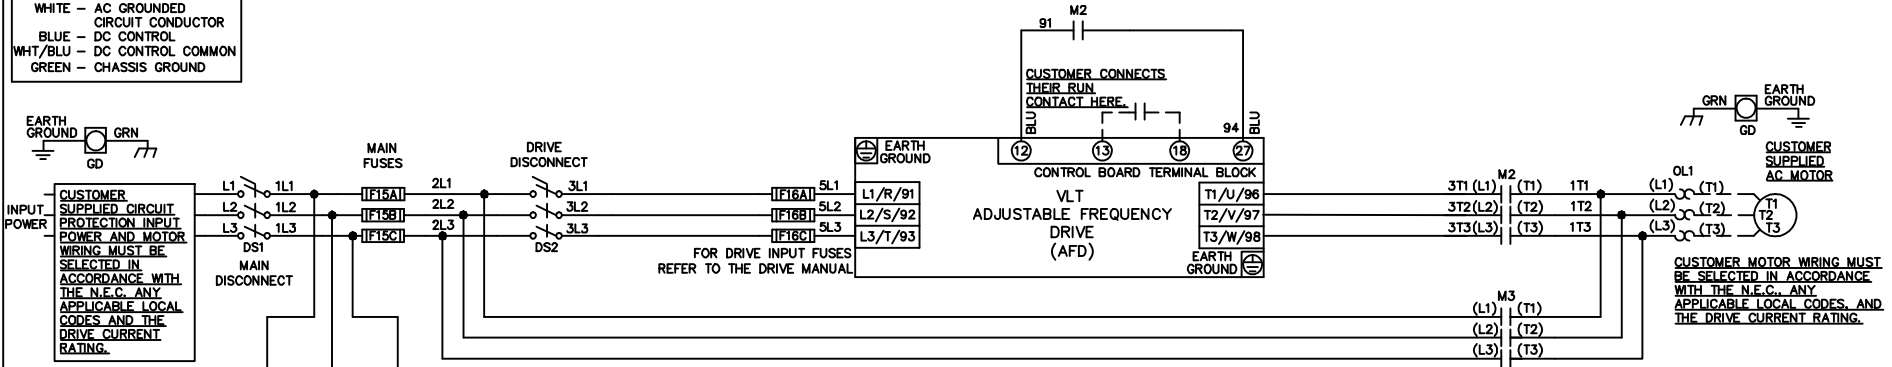 WHITE – AC GROUNDED
CIRCUIT CONDUCTOR
BLUE – DC CONTROL
WHT/BLU – DC CONTROL COMMON
GREEN – CHASSIS GROUND
EARTH
GROUND
GRN
GD
INPUT
POWER
CUSTOMER
SUPPLIED CIRCUIT
PROTECTION INPUT
POWER AND MOTOR
WIRING MUST BE
SELECTED IN
ACCORDANCE WITH
THE N.E.C. ANY
APPLICABLE LOCAL
CODES AND THE
DRIVE CURRENT
RATING.
L1
L2
L3
1L1
1L2
1L3
DS1
MAIN
DISCONNECT
MAIN
FUSES
F15A
F15B
F15C
2L1
2L2
2L3
DRIVE
DISCONNECT
3L1
3L2
3L3
DS2
F16A
F16B
F16C
5L1
5L2
5L3
FOR DRIVE INPUT FUSES
REFER TO THE DRIVE MANUAL
EARTH
GROUND
L1/R/91
L2/S/92
L3/T/93
91
M2
CUSTOMER CONNECTS
THEIR RUN
CONTACT HERE.
BLU
94
BLU
12
13
18
27
CONTROL BOARD TERMINAL BLOCK
VLT
ADJUSTABLE FREQUENCY
DRIVE
(AFD)
T1/U/96
T2/V/97
T3/W/98
EARTH
GROUND
M2
3T1 (L1) (T1) 1T1
3T2(L2) (T2) 1T2
3T3(L3) (T3) 1T3
M3
(L1) (T1)
(L2) (T2)
(L3) (T3)
GRN
EARTH
GROUND
GD
CUSTOMER
SUPPLIED
AC MOTOR
OL1
(L1) (T1)
(L2) (T2)
(L3) (T3)
T1
T2
T3
CUSTOMER MOTOR WIRING MUST
BE SELECTED IN ACCORDANCE
WITH THE N.E.C., ANY
APPLICABLE LOCAL CODES, AND
THE DRIVE CURRENT RATING.